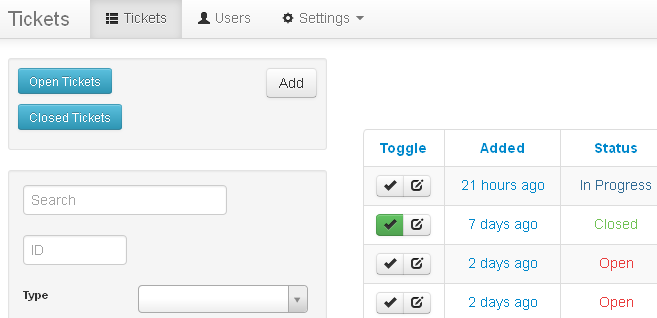 Tickets Tickets Users Settings
Open Tickets Add
Closed Tickets
Search
ID
Type
Toggle Added Status
21 hours ago In Progress
7 days ago Closed
2 days ago Open
2 days ago Open